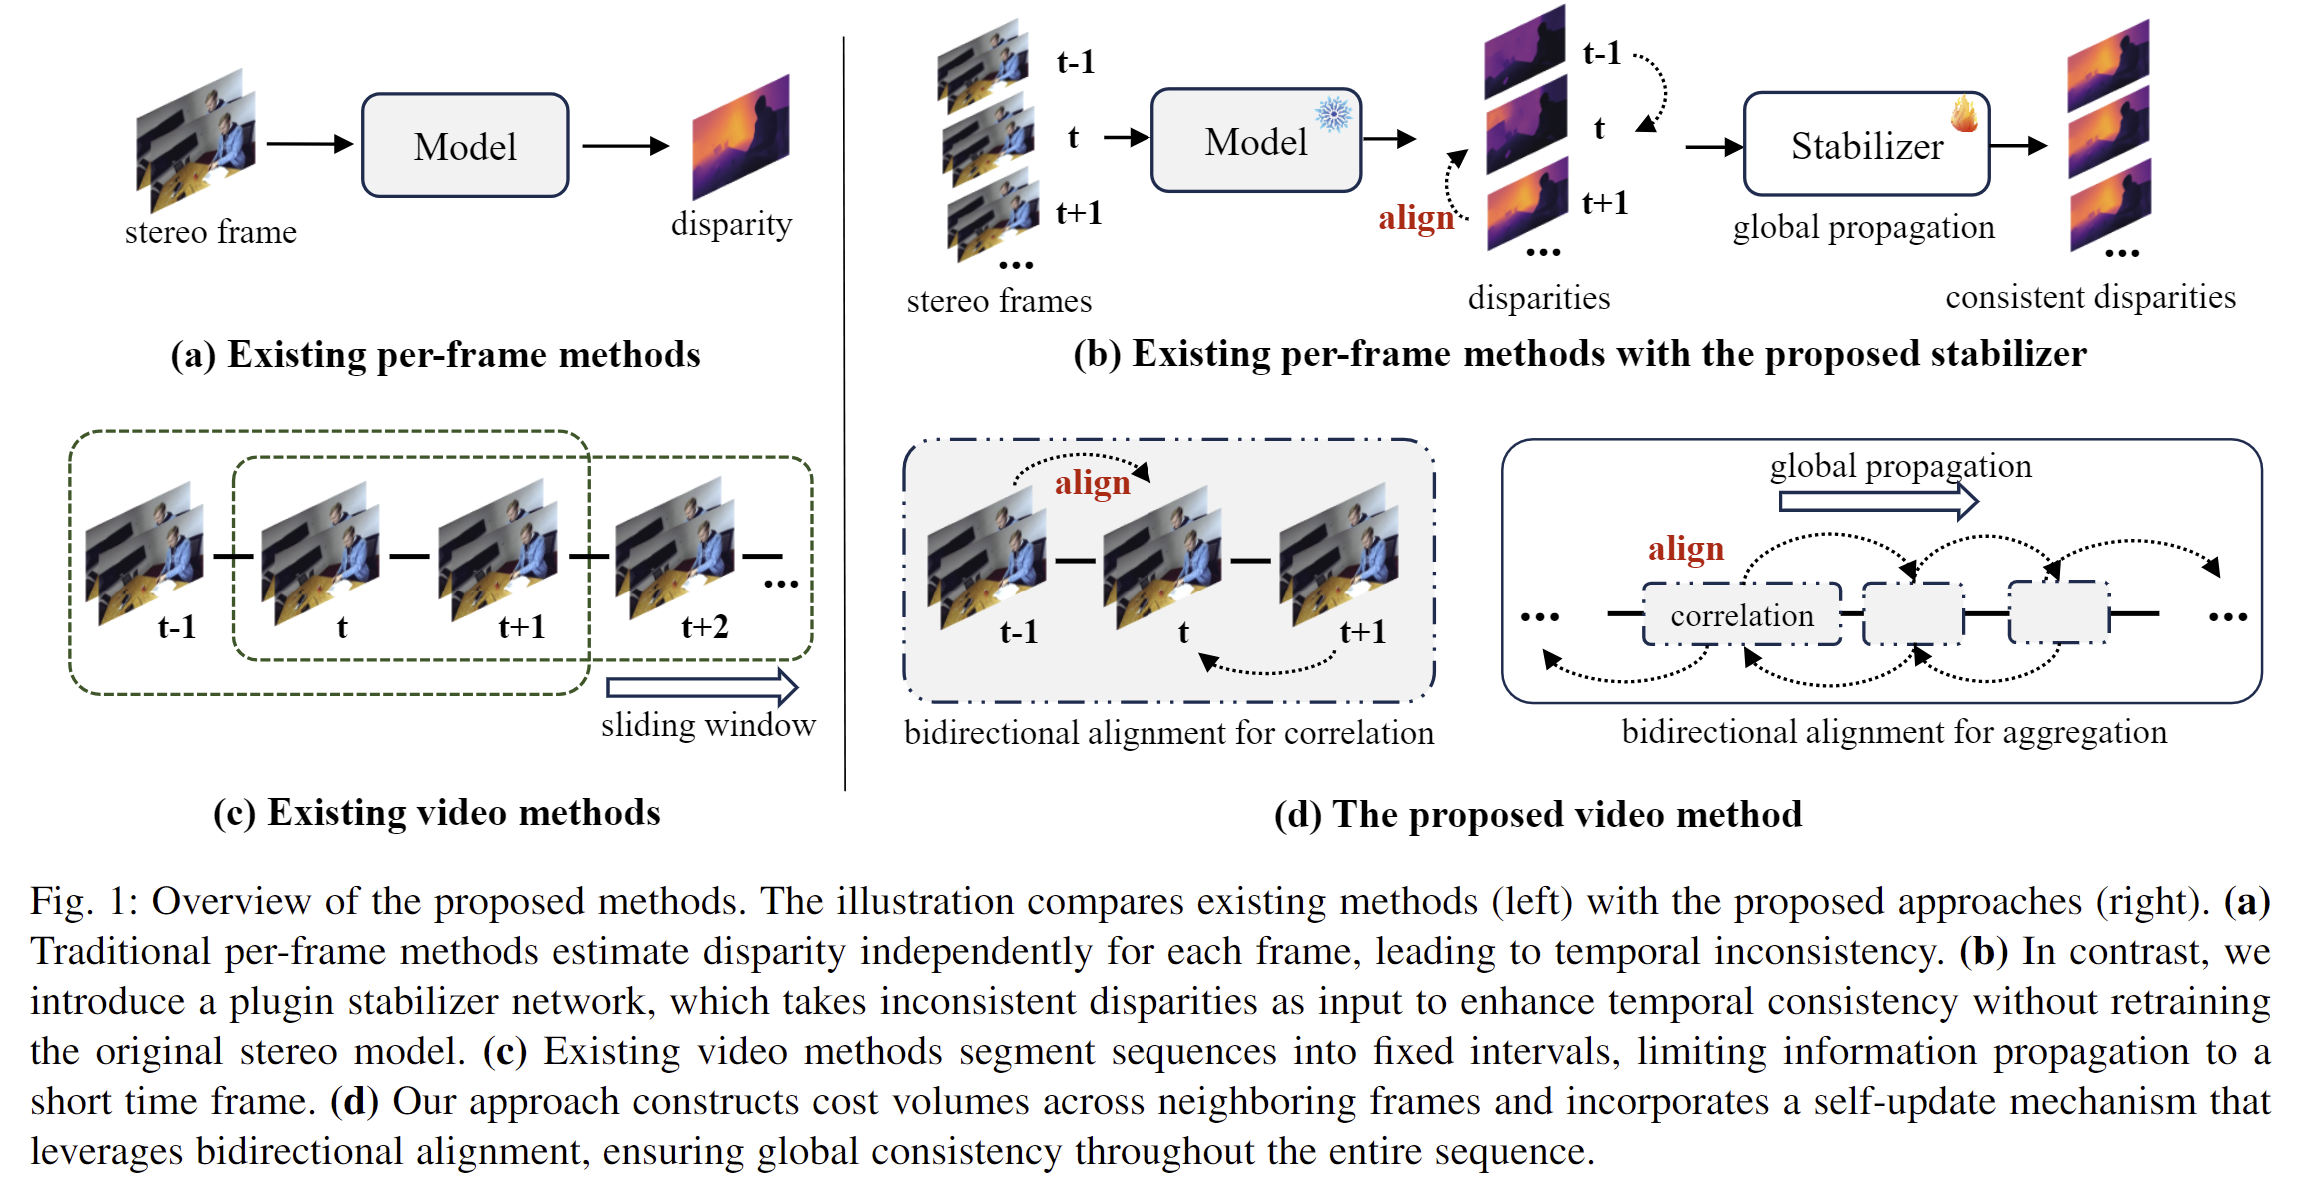 Model
stereo frame
disparity
(a) Existing per-frame methods
t-1
t
t+1
...
stereo frames
Model
align
t-1
t
t+1
...
disparities
Stabilizer
global propagation
...
consistent disparities
(b) Existing per-frame methods with the proposed stabilizer
t-1
t
t+1
t+2
...
sliding window
(c) Existing video methods
align
t-1
t
t+1
bidirectional alignment for correlation
global propagation
align
...
correlation
...
bidirectional alignment for aggregation
(d) The proposed video method
Fig. 1: Overview of the proposed methods. The illustration compares existing methods (left) with the proposed approaches (right). (a)
Traditional per-frame methods estimate disparity independently for each frame, leading to temporal inconsistency. (b) In contrast, we
introduce a plugin stabilizer network, which takes inconsistent disparities as input to enhance temporal consistency without retraining
the original stereo model. (c) Existing video methods segment sequences into fixed intervals, limiting information propagation to a
short time frame. (d) Our approach constructs cost volumes across neighboring frames and incorporates a self-update mechanism that
leverages bidirectional alignment, ensuring global consistency throughout the entire sequence.